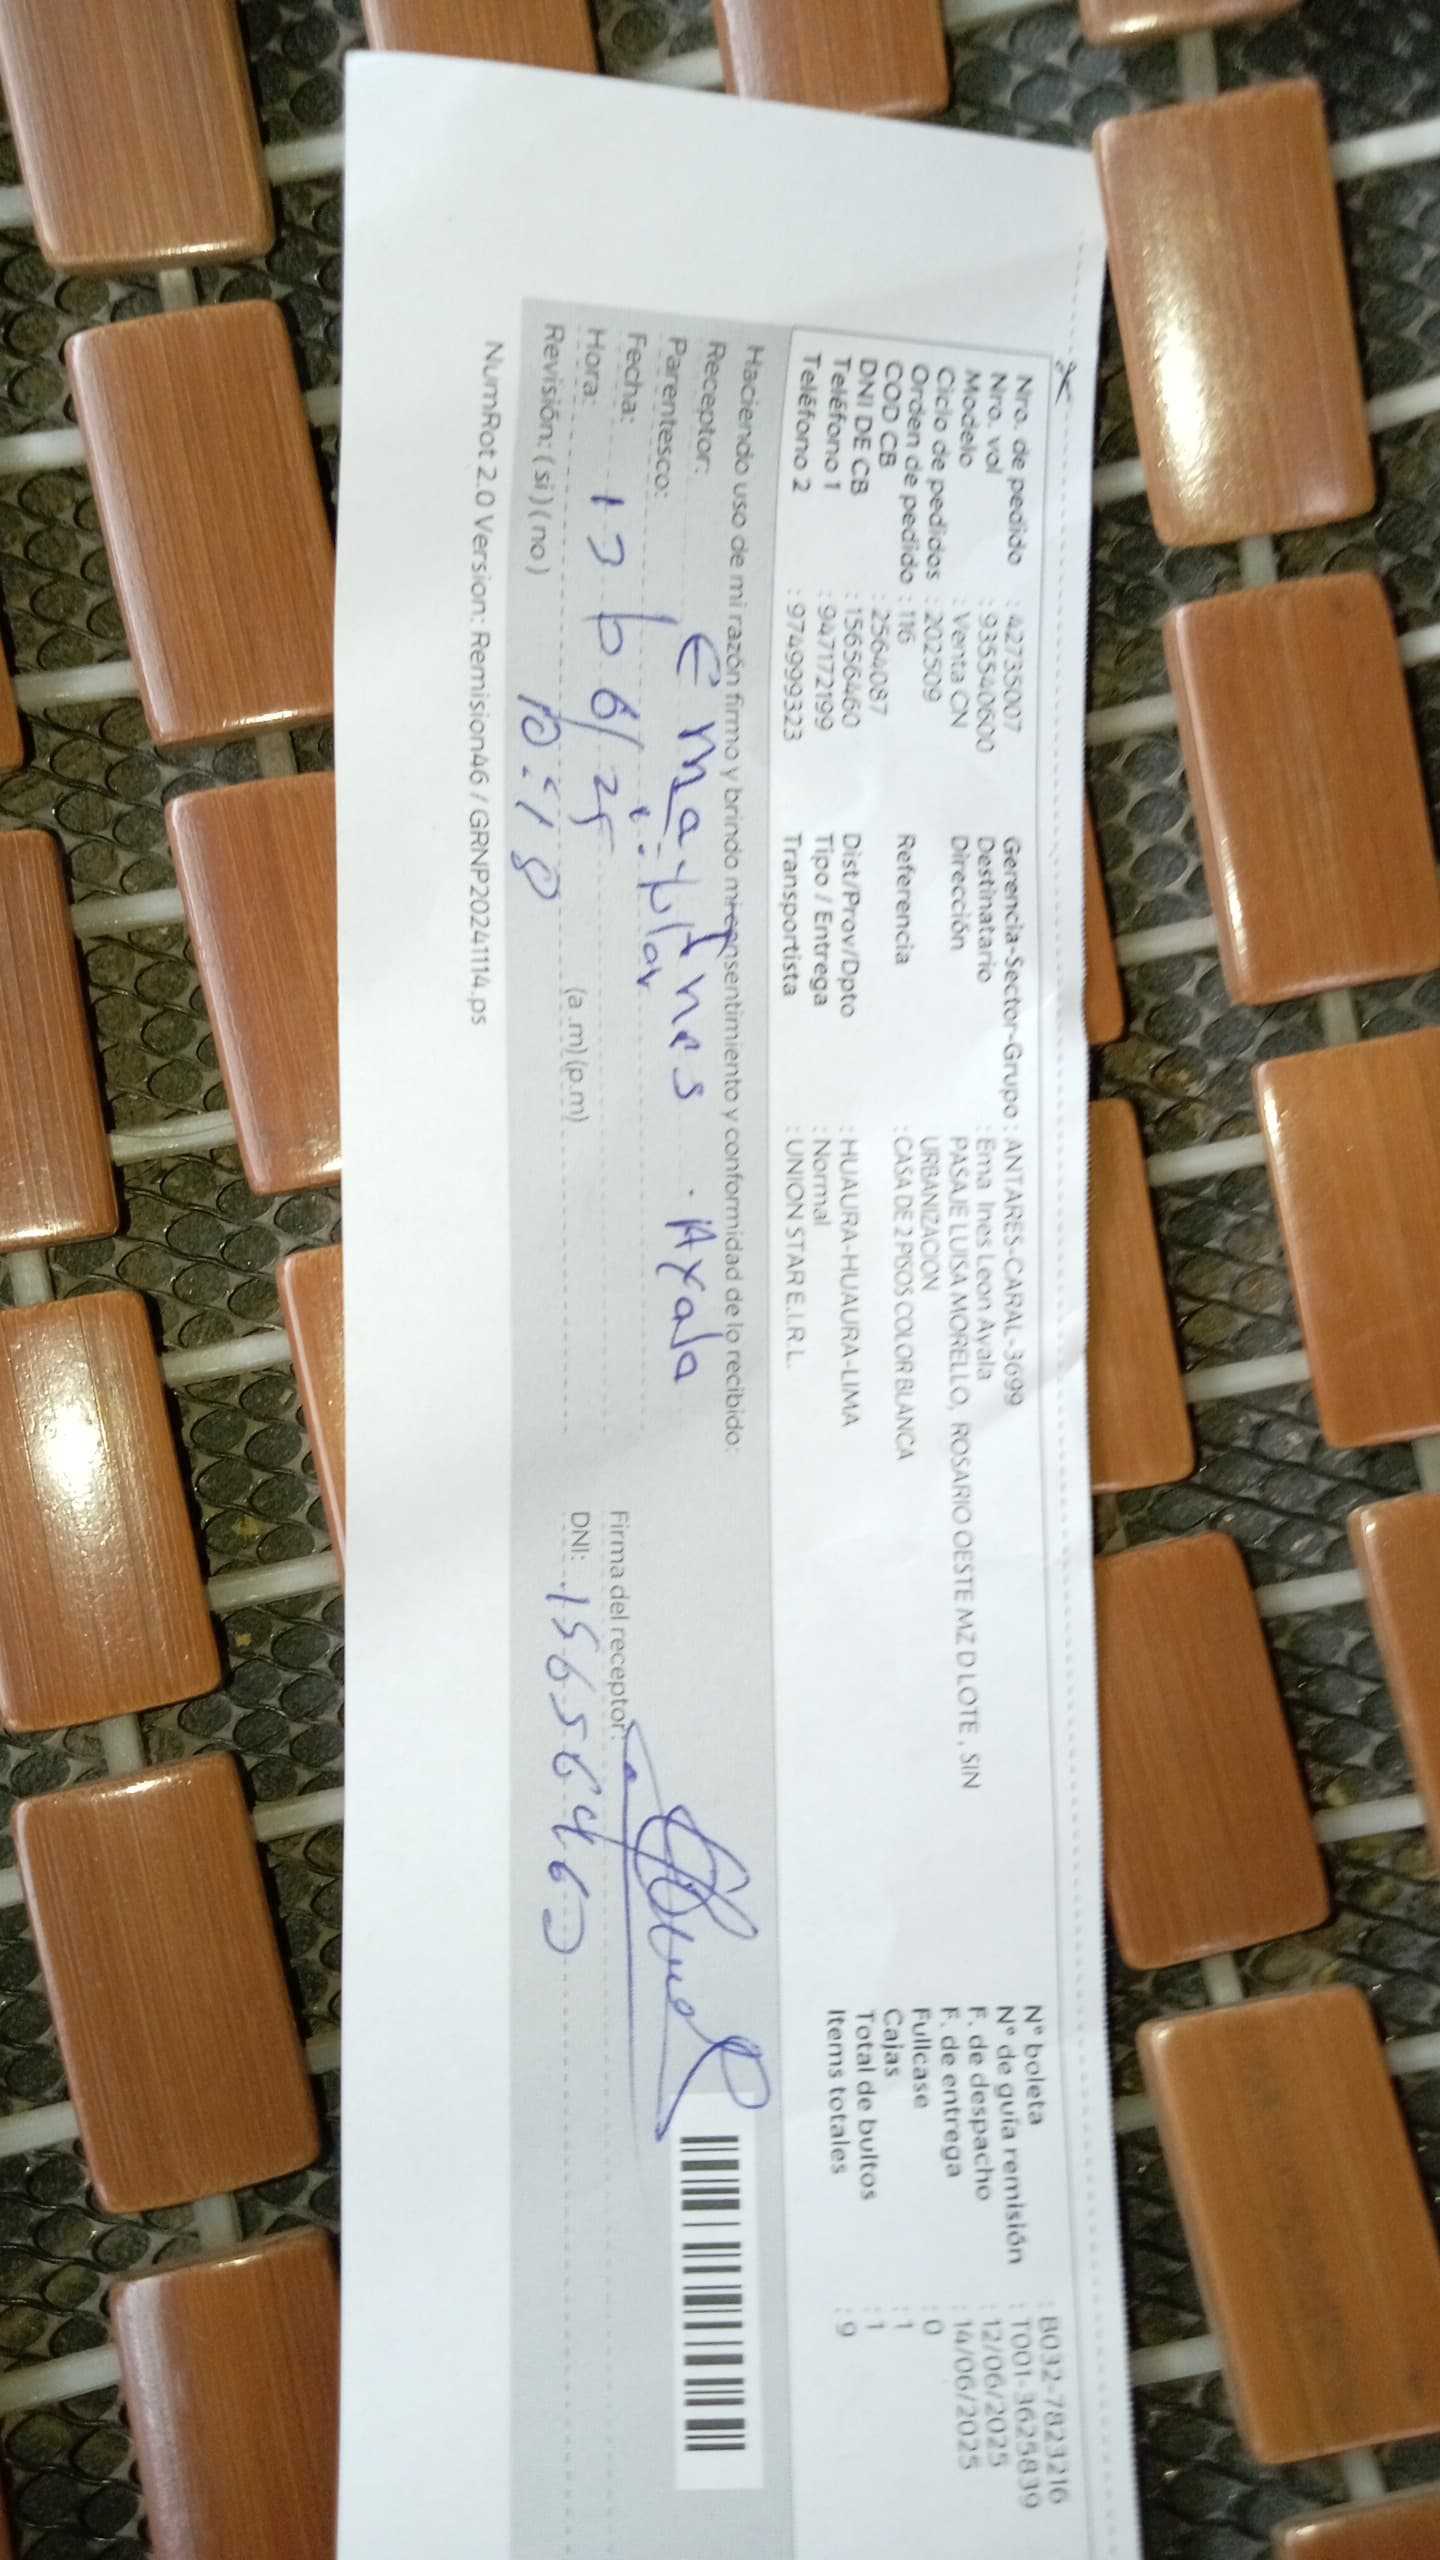 Nro. de pedido : 42735007
Nro. vol : 935540600
Modelo : Venta CN
Ciclo de pedidos : 202509
Orden de pedido : 116
COD CB : 2564087
DNI DE CB : 15656460
Teléfono 1 : 947172199
Teléfono 2 : 974999323
Gerencia-Sector-Grupo : ANTARES-CARAL-3699
Destinatario : Ema Ines Leon Ayala
Dirección PASAJE LUISA MORELLO, ROSARIO OESTE MZ D LOTE , SIN
URBANIZACION
Referencia : CASA DE 2 PISOS COLOR BLANCA
Dist/Prov/Dpto : HUAURA-HUAURA-LIMA
Tipo / Entrega : Normal
Transportista : UNION STAR E.I.R.L.
N° boleta : B032-7823216
N° de guía remisión : T001-3625839
F. de despacho : 12/06/2025
F. de entrega : 14/06/2025
Fullcase : 0
Cajas : 1
Total de bultos : 1
Items totales : 9
Haciendo uso de mi razón firmo y brindo mi consentimiento y conformidad de lo recibido:
Receptor: Ema Ines Ayala
Parentesco:
Fecha: 13 06/25
Hora: 10:18 (a.m) (p.m)
Revisión: (si) (no)
Firma del receptor:
DNI: 15656460
NumRot 2.0 Version: Remision46 / GRNP20241114.ps